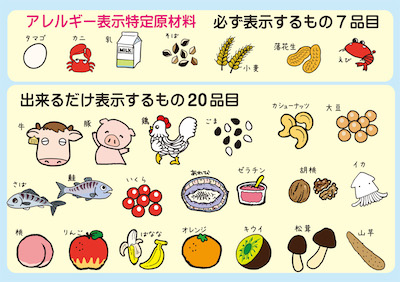 アレルギー表示特定原材料 必ず表示するもの7品目
タマゴ カニ 乳 そば 小麦 落花生 えび
MILK
出来るだけ表示するもの20品目
牛 豚 鶏 ごま カシューナッツ 大豆
さば 鮭 いくら あわび ゼラチン 胡桃 イカ
桃 りんご ばなな オレンジ キウイ 松茸 山芋